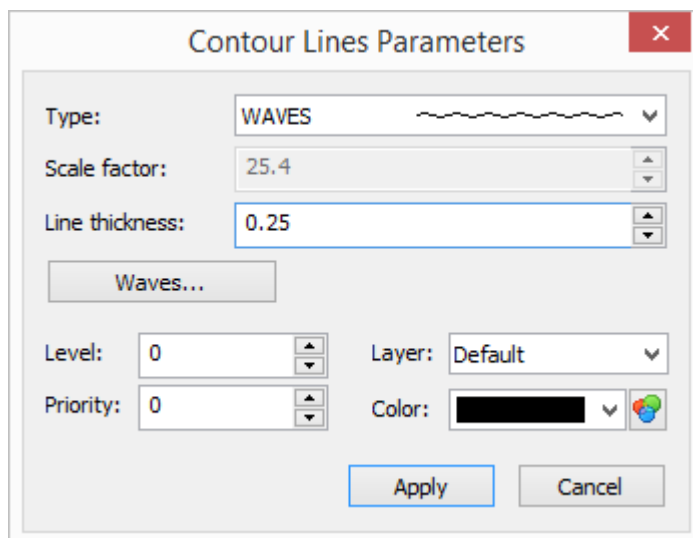 Contour Lines Parameters
Type: WAVES
Scale factor: 25.4
Line thickness: 0.25
Waves...
Level: 0 Layer: Default
Priority: 0 Color:
Apply Cancel